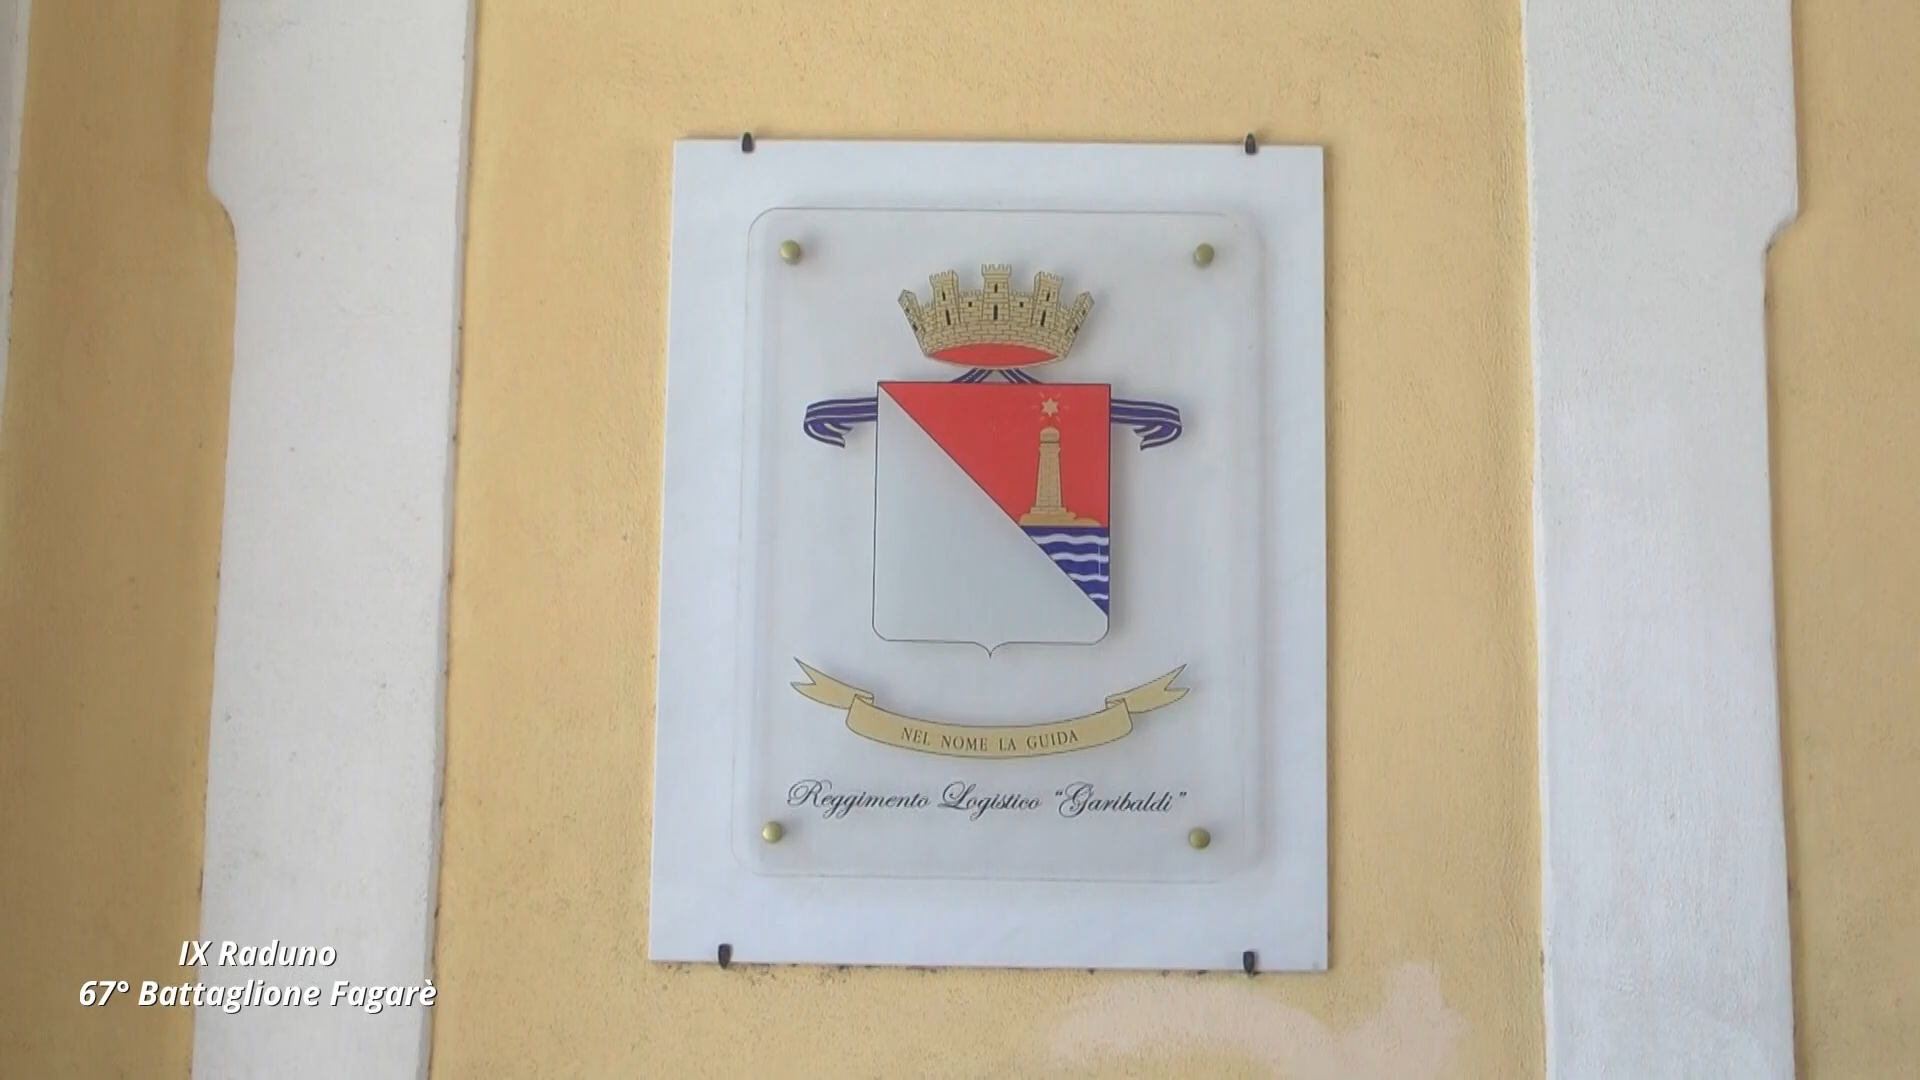 NEL NOME LA GUIDA
Reggimento Logistico “Garibaldi”
IX Raduno
67° Battaglione Fagarè